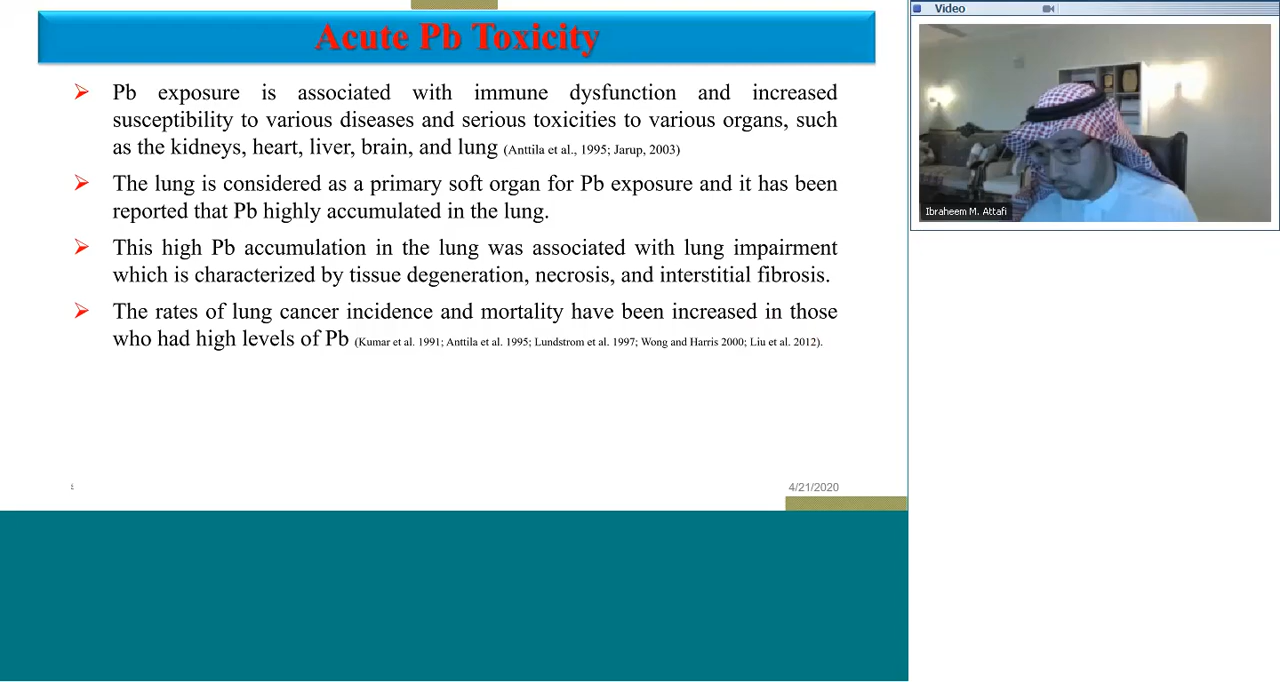 Acute Pb Toxicity
Pb exposure is associated with immune dysfunction and increased
susceptibility to various diseases and serious toxicities to various organs, such
as the kidneys, heart, liver, brain, and lung (Anttila et al., 1995; Jarup, 2003)
The lung is considered as a primary soft organ for Pb exposure and it has been
reported that Pb highly accumulated in the lung.
This high Pb accumulation in the lung was associated with lung impairment
which is characterized by tissue degeneration, necrosis, and interstitial fibrosis.
The rates of lung cancer incidence and mortality have been increased in those
who had high levels of Pb (Kumar et al. 1991; Anttila et al. 1995; Lundstrom et al. 1997; Wong and Harris 2000; Liu et al. 2012).
4/21/2020
Video
Ibraheem M. Attafi